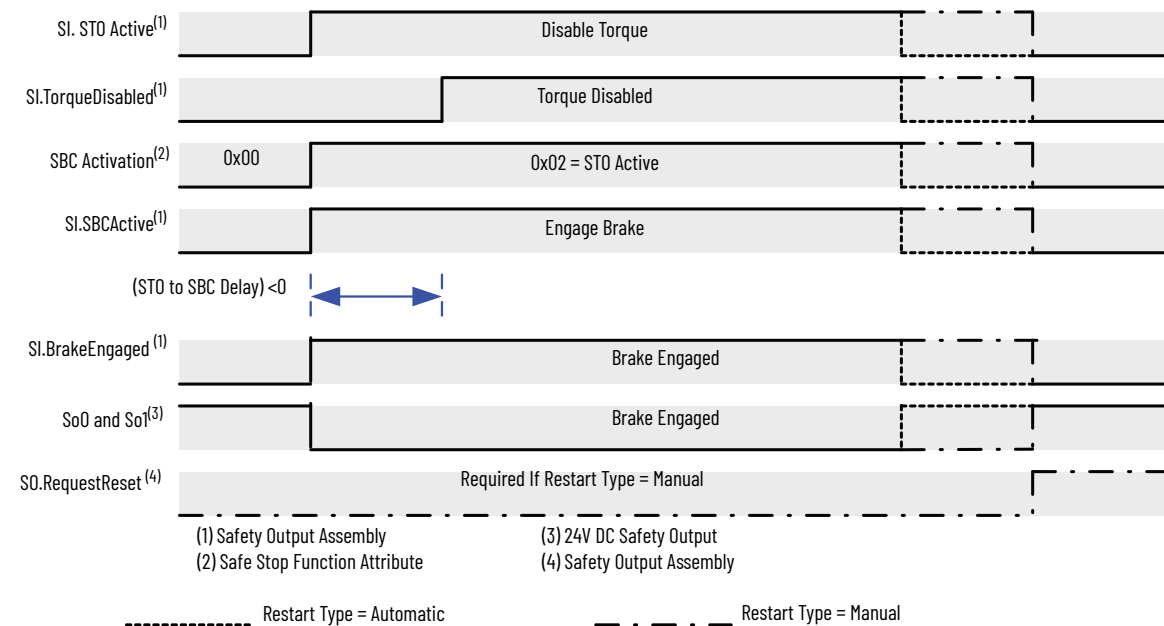 SI. STO Active(1)
Disable Torque
SI.TorqueDisabled(1)
Torque Disabled
SBC Activation(2)
0x00
0x02 = STO Active
SI.SBCActive(1)
Engage Brake
(STO to SBC Delay) <0
SI.BrakeEngaged (1)
Brake Engaged
So0 and So1(3)
Brake Engaged
SO.RequestReset (4)
Required If Restart Type = Manual
(1) Safety Output Assembly
(3) 24V DC Safety Output
(2) Safe Stop Function Attribute
(4) Safety Output Assembly
Restart Type = Automatic
Restart Type = Manual